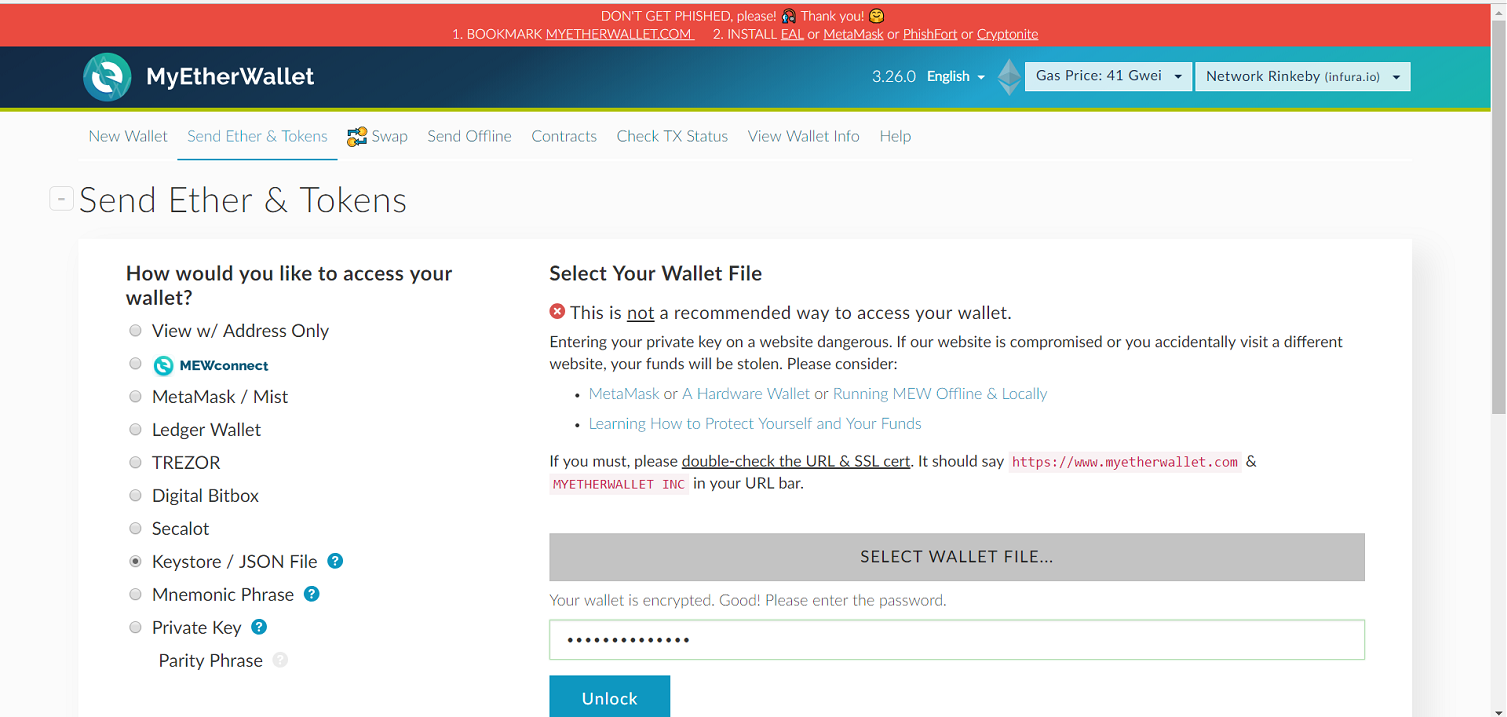 DON'T GET PHISHED, please! Thank you!
1. BOOKMARK MYETHERWALLET.COM 2. INSTALL EAL or MetaMask or PhishFort or Cryptonite
MyEtherWallet
3.26.0 English Gas Price: 41 Gwei Network Rinkeby (infura.io)
New Wallet Send Ether & Tokens Swap Send Offline Contracts Check TX Status View Wallet Info Help
- Send Ether & Tokens
How would you like to access your
wallet?
View w/ Address Only
MEWconnect
MetaMask / Mist
Ledger Wallet
TREZOR
Digital Bitbox
Secalot
Keystore / JSON File ?
Mnemonic Phrase ?
Private Key ?
Parity Phrase ?
Select Your Wallet File
This is not a recommended way to access your wallet.
Entering your private key on a website dangerous. If our website is compromised or you accidentally visit a different
website, your funds will be stolen. Please consider:
• MetaMask or A Hardware Wallet or Running MEW Offline & Locally
• Learning How to Protect Yourself and Your Funds
If you must, please double-check the URL & SSL cert. It should say https://www.myetherwallet.com &
MYETHERWALLET INC in your URL bar.
SELECT WALLET FILE...
Your wallet is encrypted. Good! Please enter the password.
••••••••••••••
Unlock